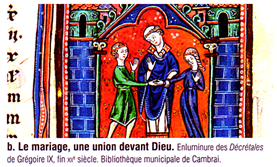 b. Le mariage, une union devant Dieu. Enluminure des Décrétales
de Grégoire IX, fin XIIIe siècle. Bibliothèque municipale de Cambrai.